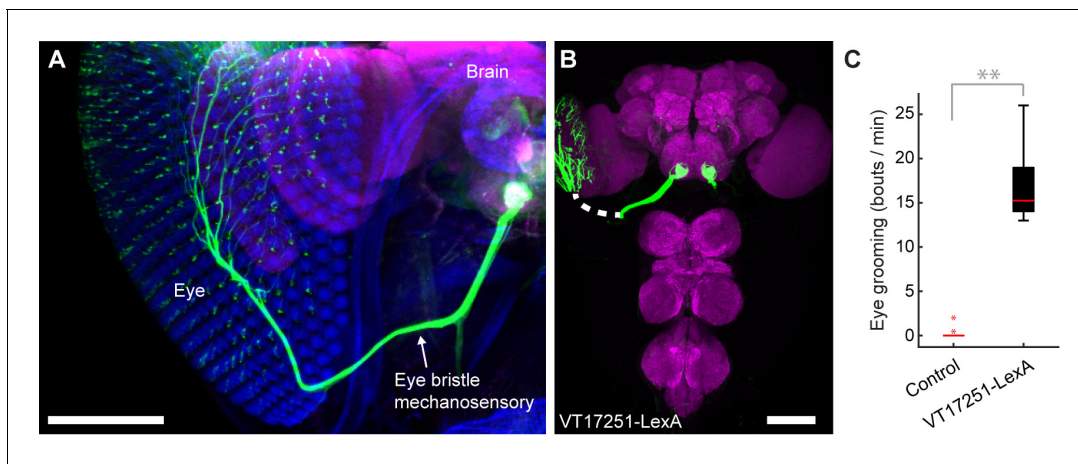 A
Brain
Eye
Eye bristle
mechanosensory
B
VT17251-LexA
C
**
Eye grooming (bouts / min)
25
20
15
10
5
0
*
*
Control
VT17251-LexA